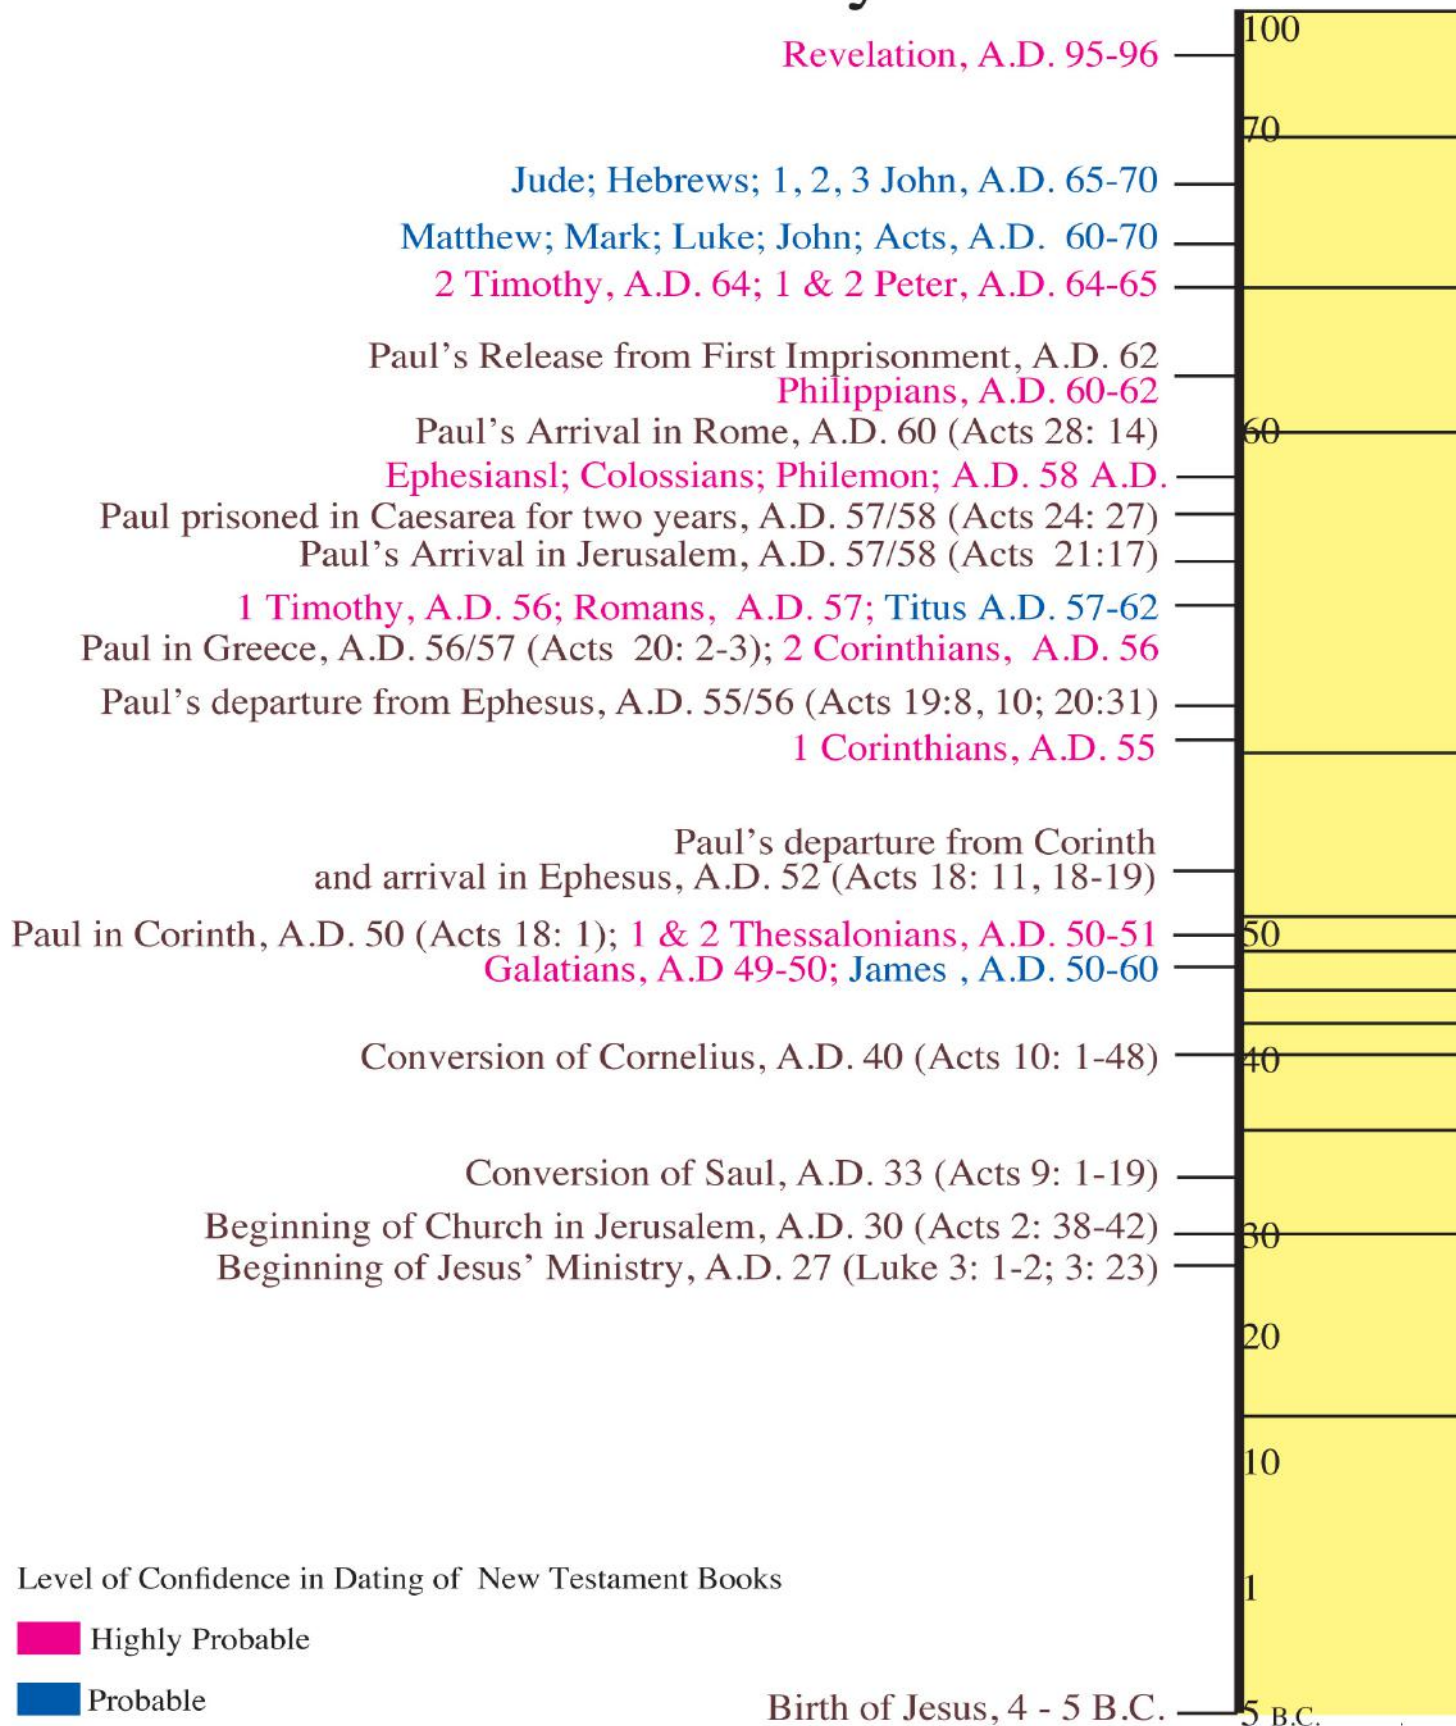 100
Revelation, A.D. 95-96
70
Jude; Hebrews; 1, 2, 3 John, A.D. 65-70
Matthew; Mark; Luke; John; Acts, A.D. 60-70
2 Timothy, A.D. 64; 1 & 2 Peter, A.D. 64-65
Paul's Release from First Imprisonment, A.D. 62
Philippians, A.D. 60-62
Paul's Arrival in Rome, A.D. 60 (Acts 28: 14)
60
Ephesiansl; Colossians; Philemon; A.D. 58 A.D.
Paul prisoned in Caesarea for two years, A.D. 57/58 (Acts 24: 27)
Paul's Arrival in Jerusalem, A.D. 57/58 (Acts 21:17)
1 Timothy, A.D. 56; Romans, A.D. 57; Titus A.D. 57-62
Paul in Greece, A.D. 56/57 (Acts 20: 2-3); 2 Corinthians, A.D. 56
Paul's departure from Ephesus, A.D. 55/56 (Acts 19:8, 10; 20:31)
1 Corinthians, A.D. 55
Paul's departure from Corinth
and arrival in Ephesus, A.D. 52 (Acts 18: 11, 18-19)
Paul in Corinth, A.D. 50 (Acts 18: 1); 1 & 2 Thessalonians, A.D. 50-51
50
Galatians, A.D 49-50; James , A.D. 50-60
Conversion of Cornelius, A.D. 40 (Acts 10: 1-48)
40
Conversion of Saul, A.D. 33 (Acts 9: 1-19)
Beginning of Church in Jerusalem, A.D. 30 (Acts 2: 38-42)
30
Beginning of Jesus' Ministry, A.D. 27 (Luke 3: 1-2; 3: 23)
20
10
Level of Confidence in Dating of New Testament Books
1
Highly Probable
Probable
Birth of Jesus, 4 - 5 B.C.
5 B.C.